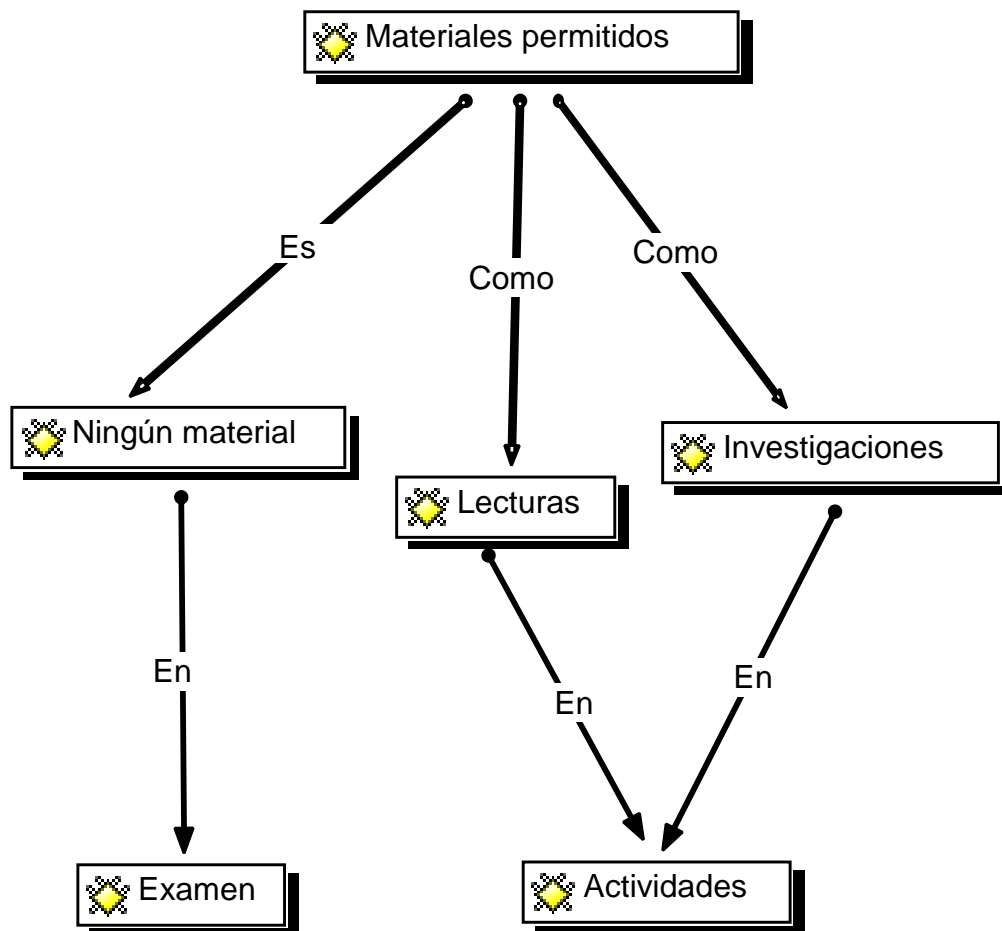 Materiales permitidos
Es
Como
Como
Ningún material
Lecturas
Investigaciones
En
En
En
Examen
Actividades